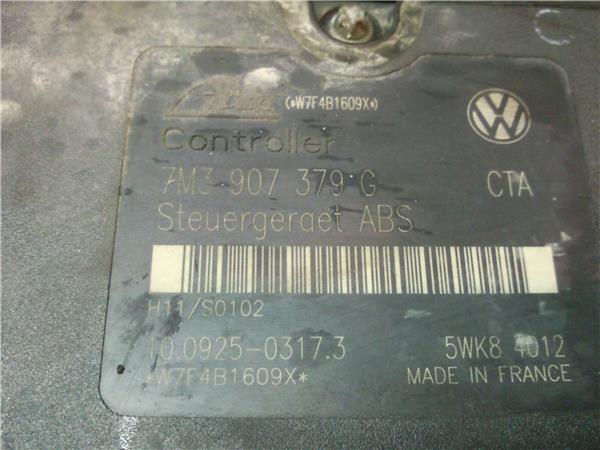 (*W7F4B1609X*)
Controller
7M3 907 379 G CTA
Steuergeraet ABS
H11/S0102
10.0925-0317.3 5WK8 4012
*W7F4B1609X* MADE IN FRANCE